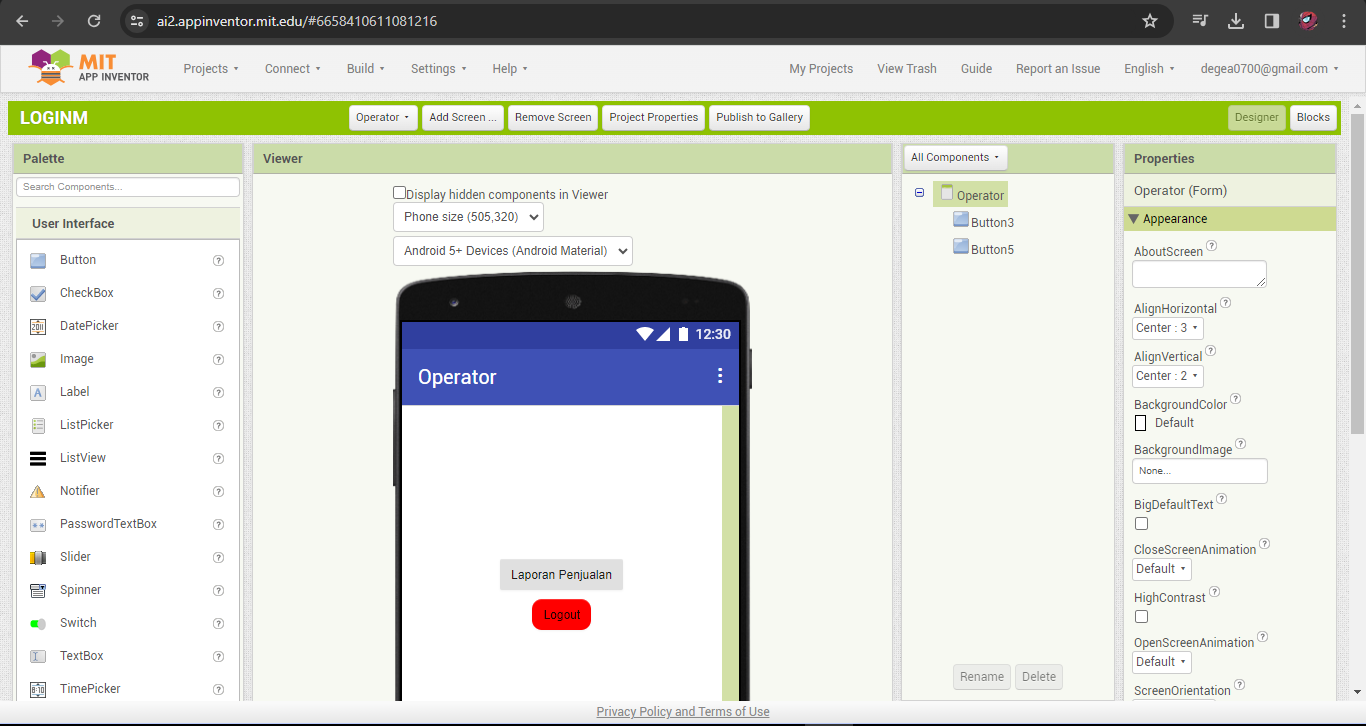 ai2.appinventor.mit.edu/#6658410611081216
MIT
APP INVENTOR
Projects Connect Build Settings Help My Projects View Trash Guide Report an Issue English degea0700@gmail.com
LOGINM Operator Add Screen ... Remove Screen Project Properties Publish to Gallery Designer Blocks
Palette
Search Components...
User Interface
Button ?
CheckBox ?
DatePicker ?
Image ?
Label ?
ListPicker ?
ListView ?
Notifier ?
PasswordTextBox ?
Slider ?
Spinner ?
Switch ?
TextBox ?
TimePicker ?
Viewer
Display hidden components in Viewer
Phone size (505,320)
Android 5+ Devices (Android Material)
12:30
Operator
Laporan Penjualan
Logout
All Components
Operator
Button3
Button5
Rename Delete
Properties
Operator (Form)
Appearance
AboutScreen ?
AlignHorizontal ?
Center : 3
AlignVertical ?
Center : 2
BackgroundColor ?
Default
BackgroundImage ?
None...
BigDefaultText ?
CloseScreenAnimation ?
Default
HighContrast ?
OpenScreenAnimation ?
Default
ScreenOrientation ?
Privacy Policy and Terms of Use